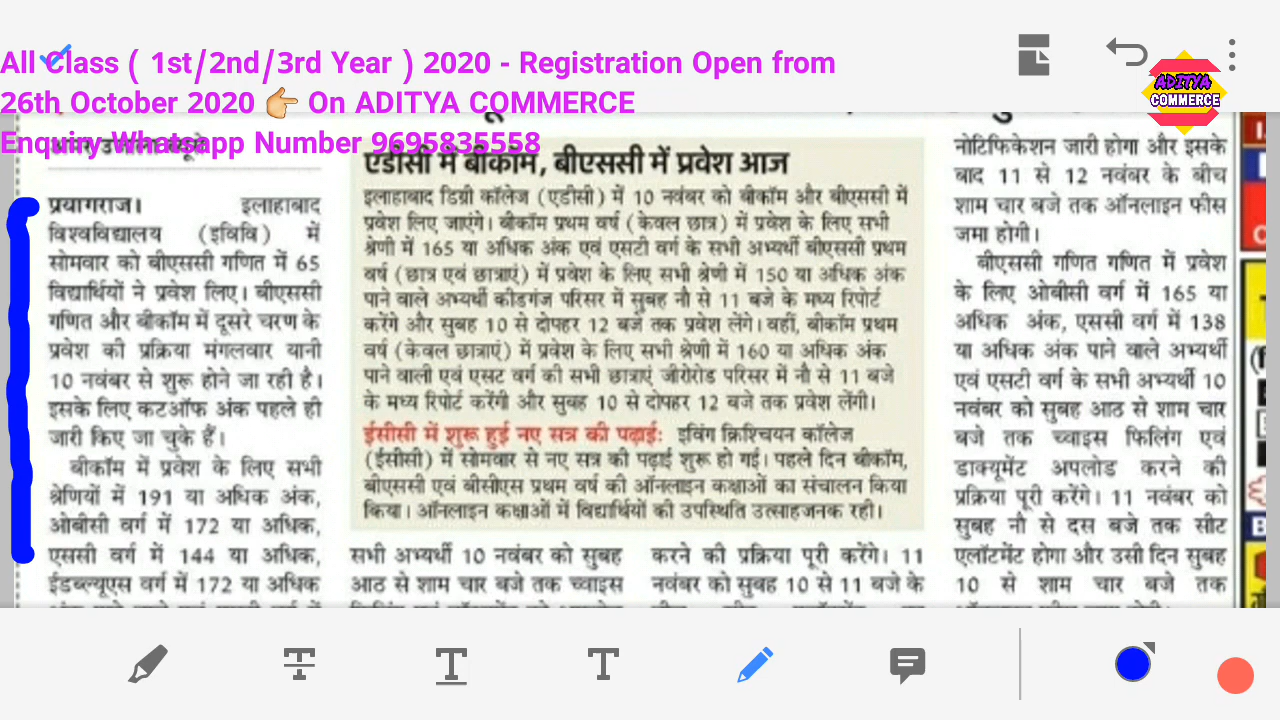 All Class ( 1st/2nd/3rd Year ) 2020 - Registration Open from
26th October 2020 👉 On ADITYA COMMERCE
Enquiry Whatsapp Number 9695835558
ADITYA
COMMERCE
प्रयागराज। इलाहाबाद
विश्वविद्यालय (इविवि) में
सोमवार को बीएससी गणित में 65
विद्यार्थियों ने प्रवेश लिए। बीएससी
गणित और बीकॉम में दूसरे चरण के
प्रवेश की प्रक्रिया मंगलवार यानी
10 नवंबर से शुरू होने जा रही है।
इसके लिए कटऑफ अंक पहले ही
जारी किए जा चुके हैं।
बीकॉम में प्रवेश के लिए सभी
श्रेणियों में 191 या अधिक अंक,
ओबीसी वर्ग में 172 या अधिक,
एससी वर्ग में 144 या अधिक,
ईडब्ल्यूएस वर्ग में 172 या अधिक
एडीसी में बीकॉम, बीएससी में प्रवेश आज
इलाहाबाद डिग्री कॉलेज (एडीसी) में 10 नवंबर को बीकॉम और बीएससी में
प्रवेश लिए जाएंगे। बीकॉम प्रथम वर्ष (केवल छात्र) में प्रवेश के लिए सभी
श्रेणी में 165 या अधिक अंक एवं एसटी वर्ग के सभी अभ्यर्थी बीएससी प्रथम
वर्ष (छात्र एवं छात्राएं) में प्रवेश के लिए सभी श्रेणी में 150 या अधिक अंक
पाने वाले अभ्यर्थी कीडगंज परिसर में सुबह नौ से 11 बजे के मध्य रिपोर्ट
करेंगे और सुबह 10 से दोपहर 12 बजे तक प्रवेश लेंगे। वहीं, बीकॉम प्रथम
वर्ष (केवल छात्राएं) में प्रवेश के लिए सभी श्रेणी में 160 या अधिक अंक
पाने वाली एवं एसट वर्ग की सभी छात्राएं जीरोरोड परिसर में नौ से 11 बजे
के मध्य रिपोर्ट करेंगी और सुबह 10 से दोपहर 12 बजे तक प्रवेश लेंगी।
ईसीसी में शुरू हुई नए सत्र की पढ़ाई: इविंग क्रिश्चियन कॉलेज
(ईसीसी) में सोमवार से नए सत्र की पढ़ाई शुरू हो गई। पहले दिन बीकॉम,
बीएससी एवं बीसीएस प्रथम वर्ष की ऑनलाइन कक्षाओं का संचालन किया
किया। ऑनलाइन कक्षाओं में विद्यार्थियों की उपस्थिति उत्साहजनक रही।
सभी अभ्यर्थी 10 नवंबर को सुबह
आठ से शाम चार बजे तक च्वाइस
करने की प्रक्रिया पूरी करेंगे। 11
नवंबर को सुबह 10 से 11 बजे के
नोटिफिकेशन जारी होगा और इसके
बाद 11 से 12 नवंबर के बीच
शाम चार बजे तक ऑनलाइन फीस
जमा होगी।
बीएससी गणित गणित में प्रवेश
के लिए ओबीसी वर्ग में 165 या
अधिक अंक, एससी वर्ग में 138
या अधिक अंक पाने वाले अभ्यर्थी
एवं एसटी वर्ग के सभी अभ्यर्थी 10
नवंबर को सुबह आठ से शाम चार
बजे तक च्वाइस फिलिंग एवं
डाक्यूमेंट अपलोड करने की
प्रक्रिया पूरी करेंगे। 11 नवंबर को
सुबह नौ से दस बजे तक सीट
एलॉटमेंट होगा और उसी दिन सुबह
10 से शाम चार बजे तक